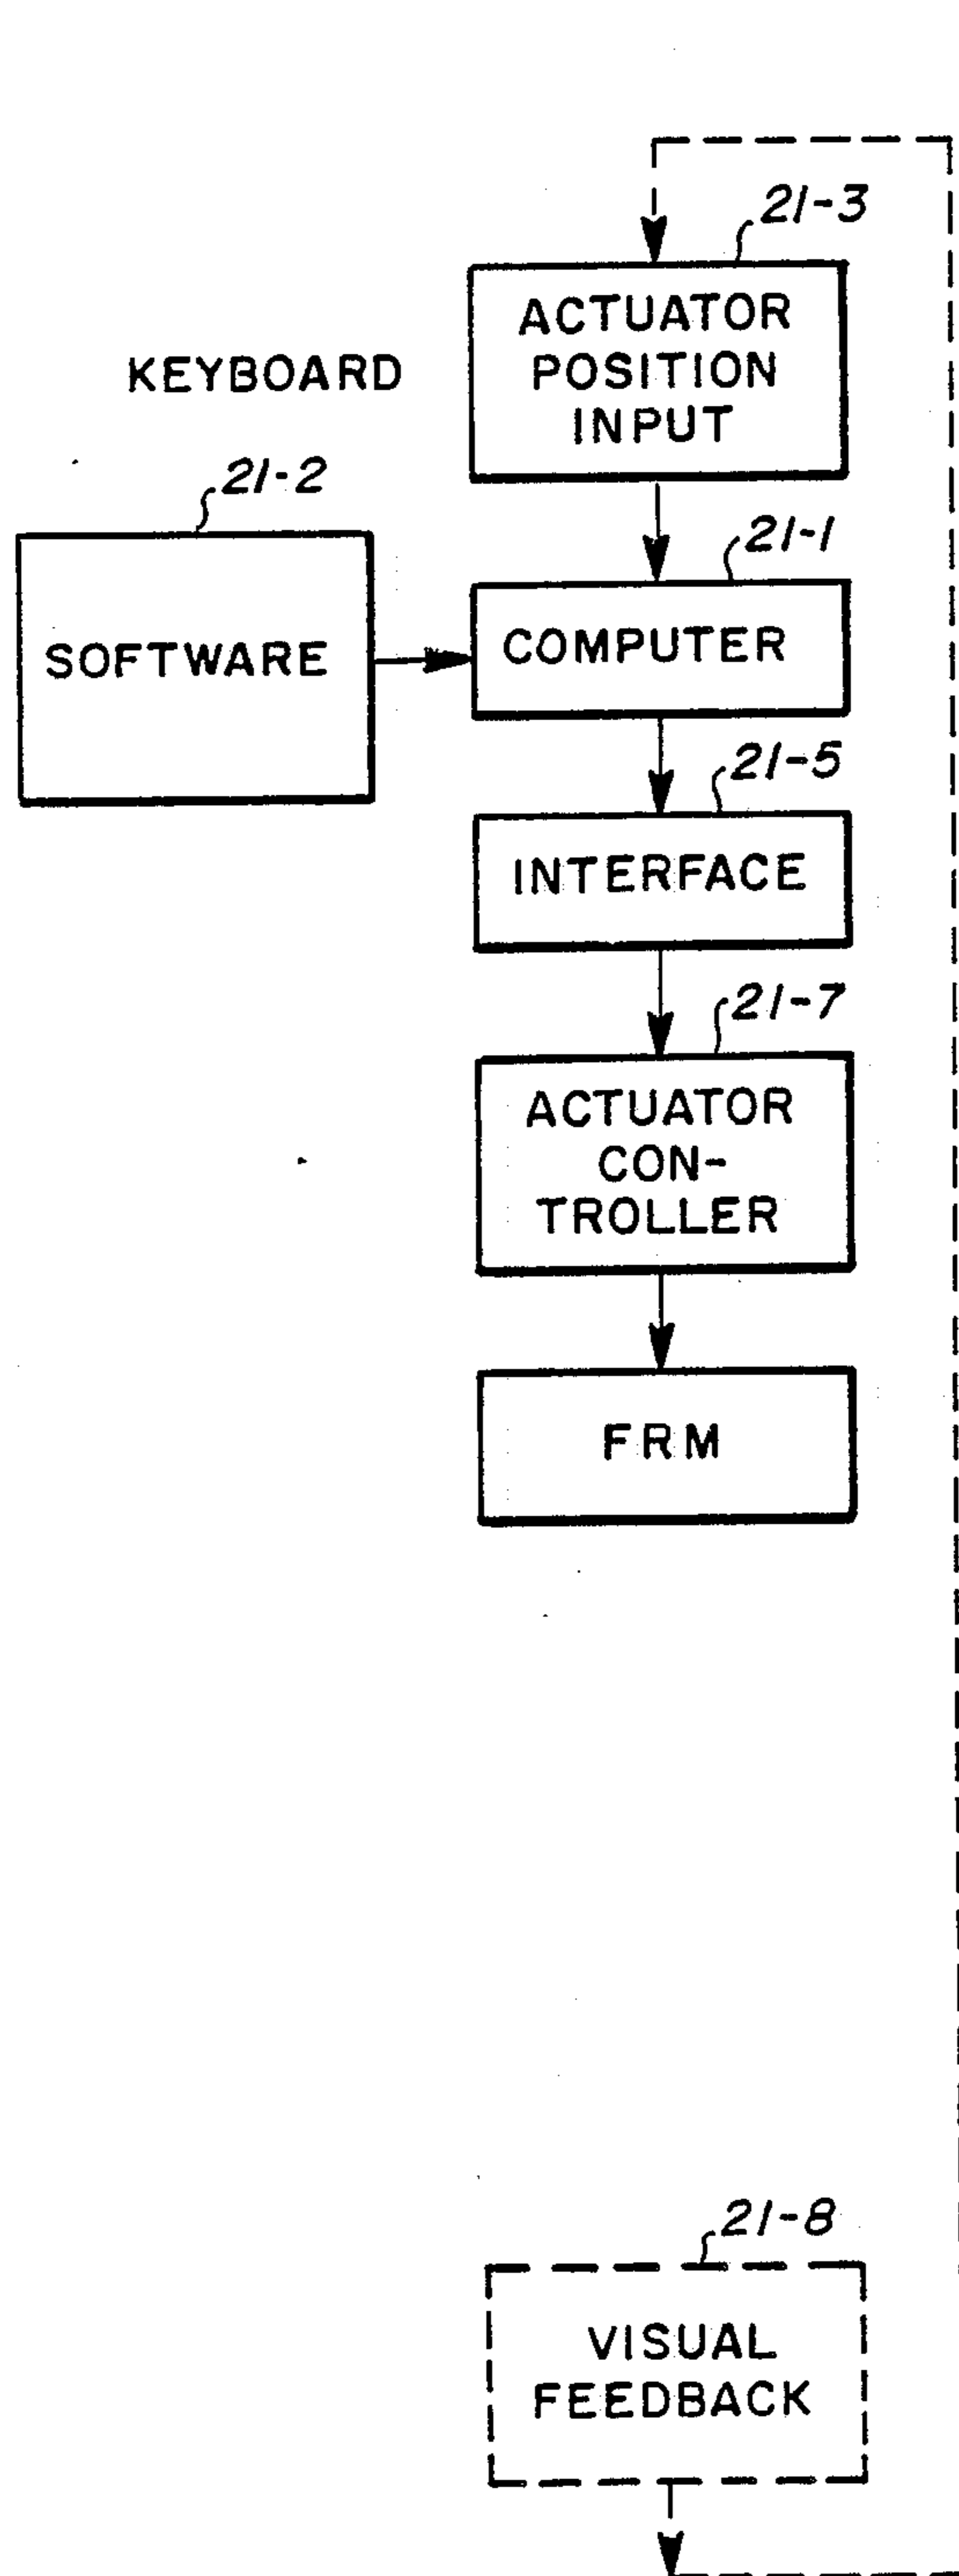 21-3
ACTUATOR
POSITION
INPUT
KEYBOARD
21-2
SOFTWARE
21-1
COMPUTER
21-5
INTERFACE
21-7
ACTUATOR
CON-
TROLLER
FRM
21-8
VISUAL
FEEDBACK